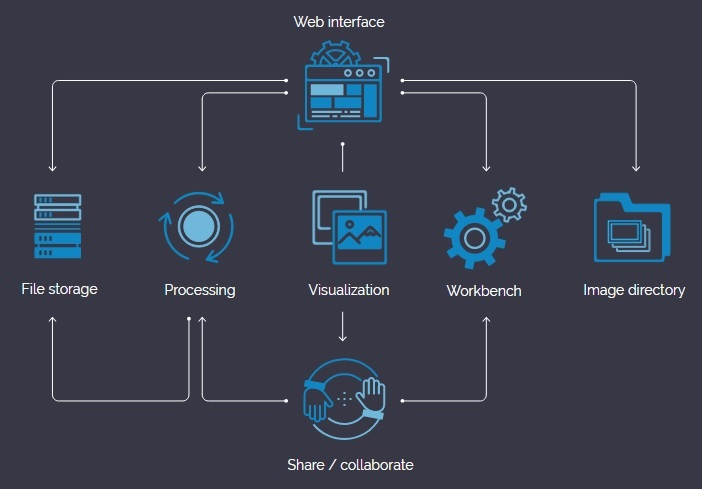 Web interface
File storage
Processing
Visualization
Workbench
Image directory
Share / collaborate